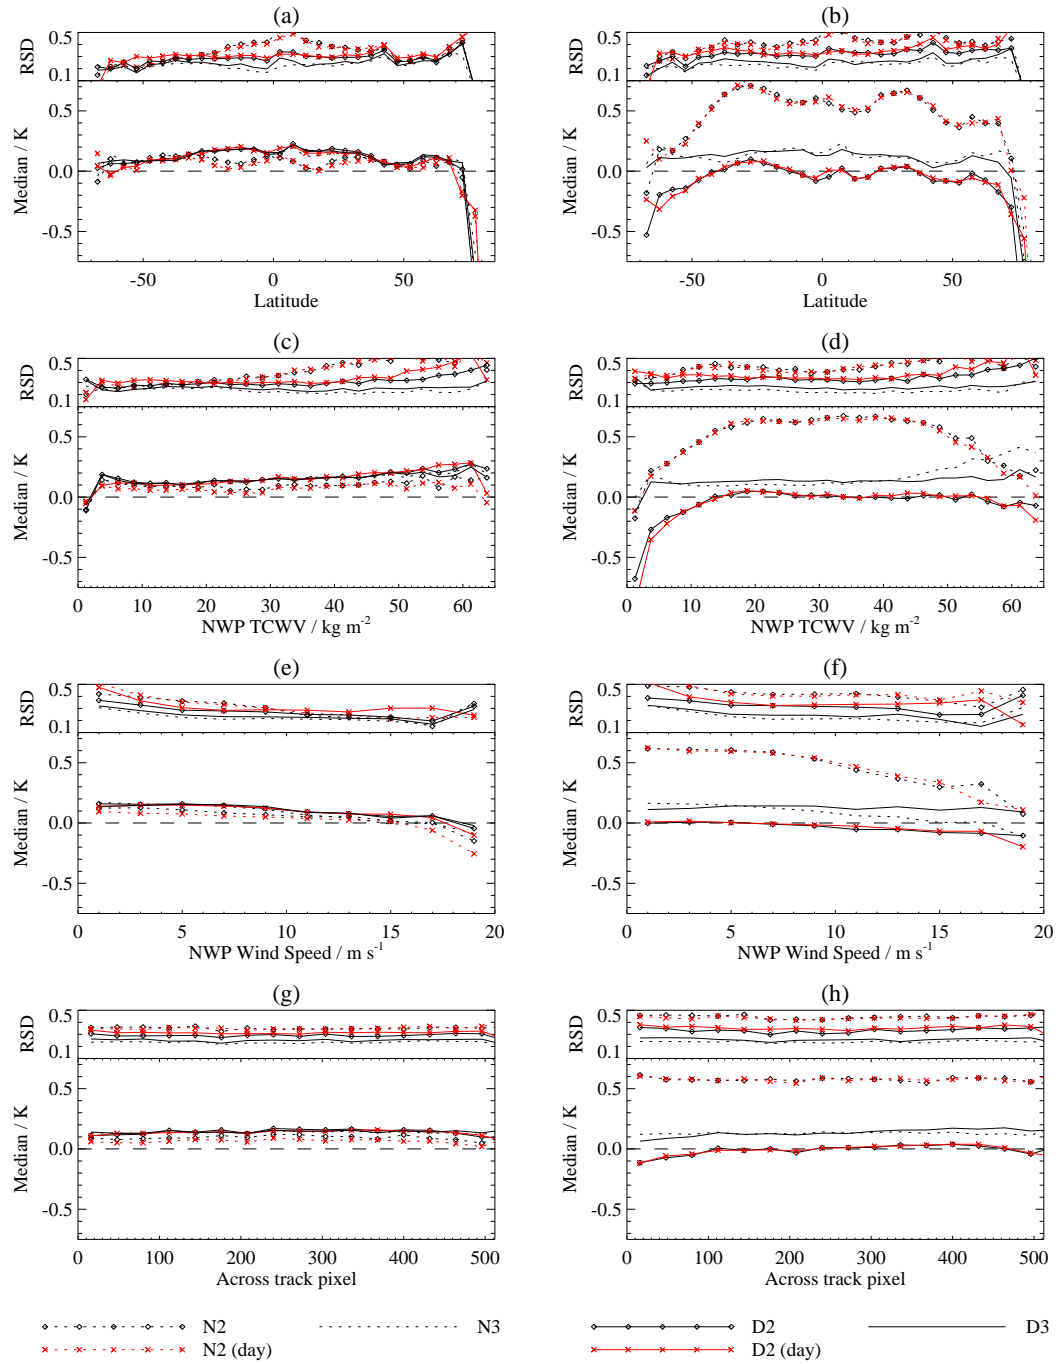 (a)
(b)
RSD
0.5
0.1
RSD
0.5
0.1
Median / K
0.5
0.0
-0.5
Median / K
0.5
0.0
-0.5
-50
0
50
-50
0
50
Latitude
Latitude
(c)
(d)
RSD
0.5
0.1
RSD
0.5
0.1
Median / K
0.5
0.0
-0.5
Median / K
0.5
0.0
-0.5
0
10
20
30
40
50
60
0
10
20
30
40
50
60
NWP TCWV / kg m⁻²
NWP TCWV / kg m⁻²
(e)
(f)
RSD
0.5
0.1
RSD
0.5
0.1
Median / K
0.5
0.0
-0.5
Median / K
0.5
0.0
-0.5
0
5
10
15
20
0
5
10
15
20
NWP Wind Speed / m s⁻¹
NWP Wind Speed / m s⁻¹
(g)
(h)
RSD
0.5
0.1
RSD
0.5
0.1
Median / K
0.5
0.0
-0.5
Median / K
0.5
0.0
-0.5
0
100
200
300
400
500
0
100
200
300
400
500
Across track pixel
Across track pixel
N2
N3
D2
D3
N2 (day)
D2 (day)